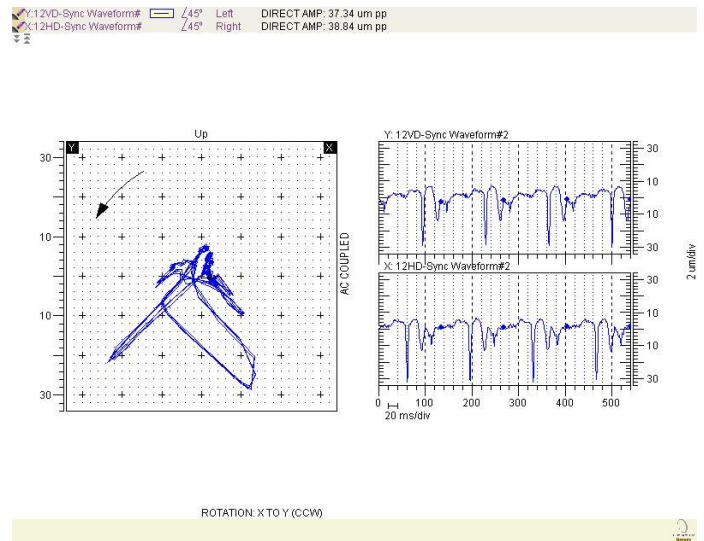 Y:12VD-Sync Waveform# ∠45° Left DIRECT AMP: 37.34 um pp
X:12HD-Sync Waveform# ∠45° Right DIRECT AMP: 38.84 um pp
Up
Y X
30
10
10
30
AC COUPLED
ROTATION: X TO Y (CCW)
Y: 12VD-Sync Waveform#2
30
10
10
30
X: 12HD-Sync Waveform#2
30
10
10
30
2 um/div
0 100 200 300 400 500
20 ms/div